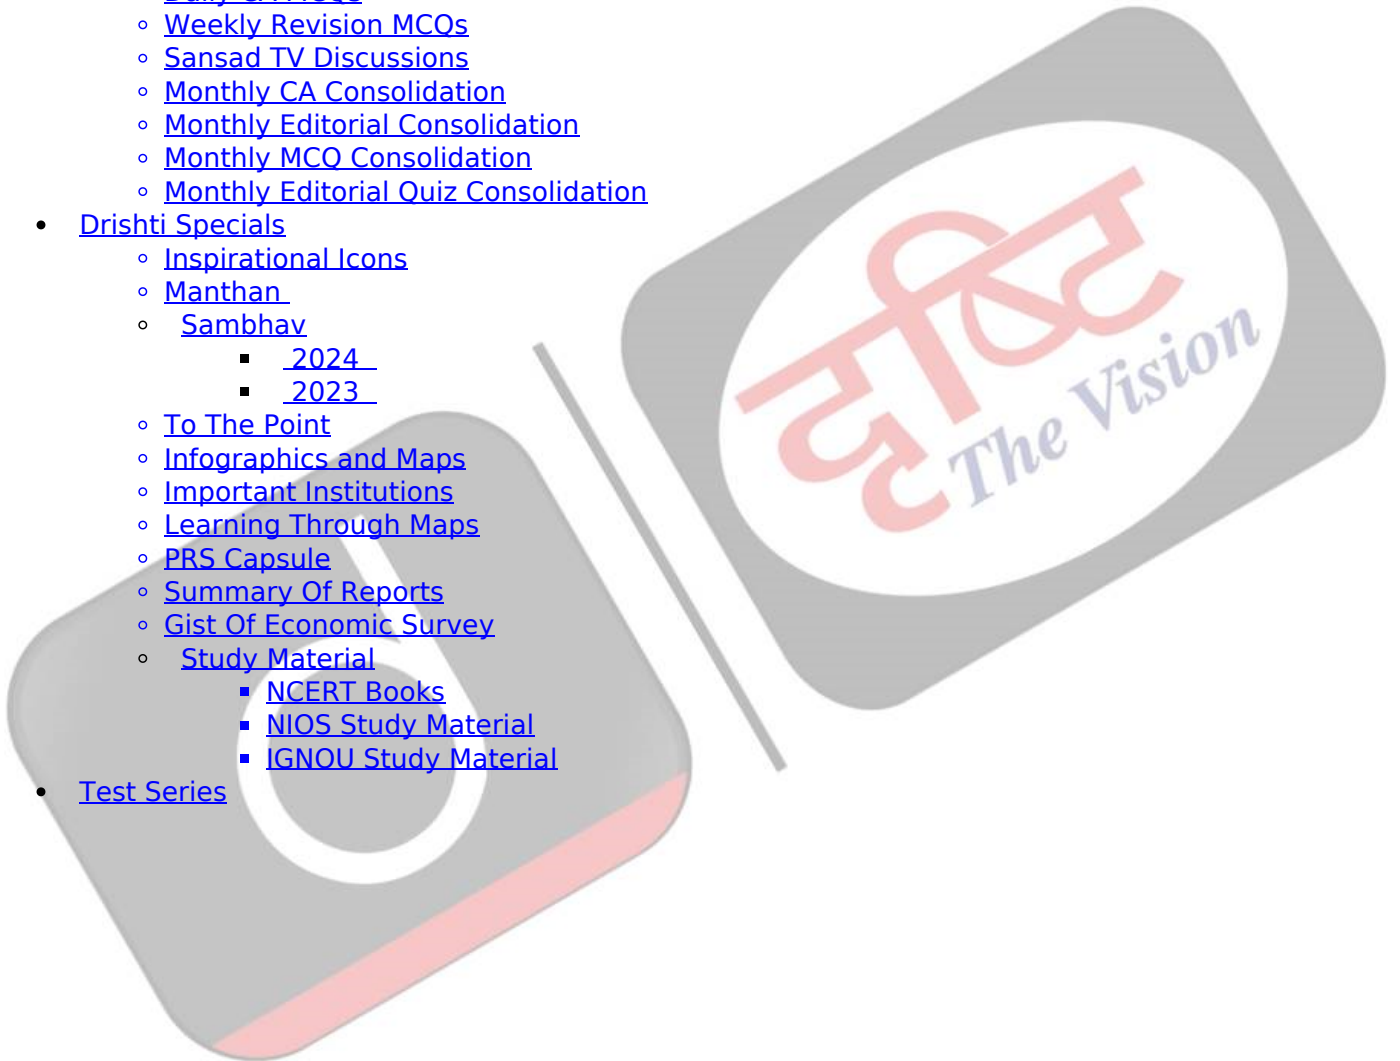 Weekly Revision MCQs
Sansad TV Discussions
Monthly CA Consolidation
Monthly Editorial Consolidation
Monthly MCQ Consolidation
Monthly Editorial Quiz Consolidation
Drishti Specials
Inspirational Icons
Manthan
Sambhav
2024
2023
To The Point
Infographics and Maps
Important Institutions
Learning Through Maps
PRS Capsule
Summary Of Reports
Gist Of Economic Survey
Study Material
NCERT Books
NIOS Study Material
IGNOU Study Material
Test Series
दृष्टि
The Vision
d